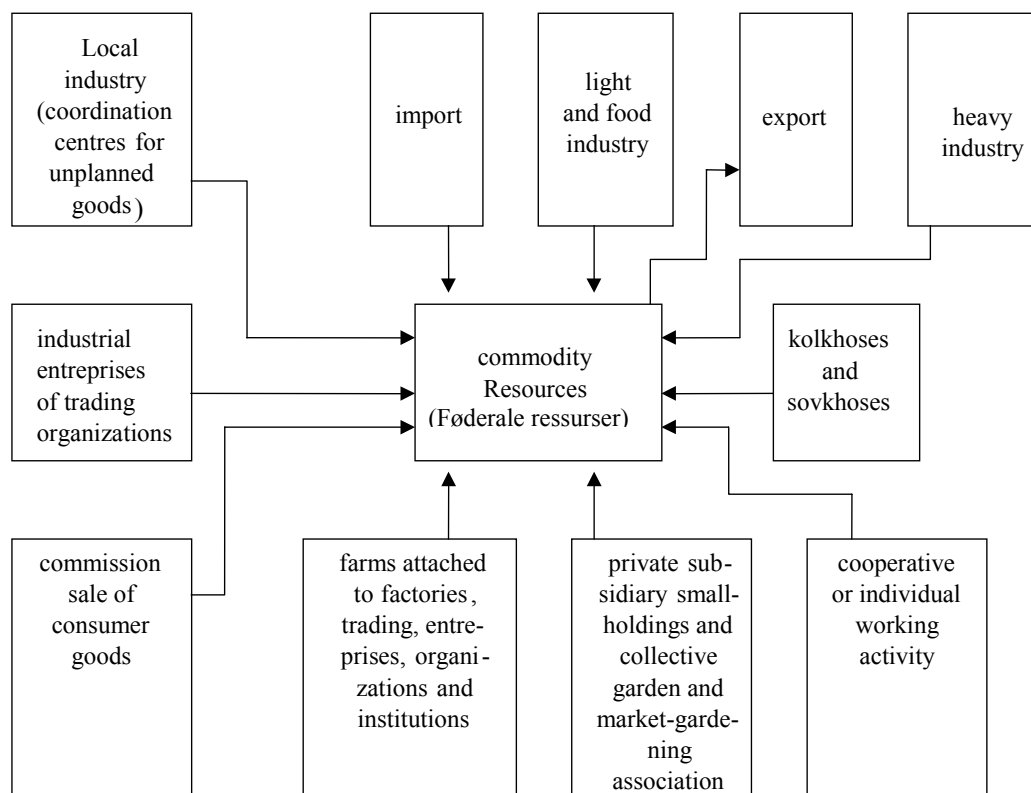 Local
industry
(coordination
centres for
unplanned
goods)
import
light
and food
industry
export
heavy
industry
industrial
entreprises
of trading
organizations
commodity
Resources
(Føderale ressurser)
kolkhoses
and
sovkhoses
commission
sale of
consumer
goods
farms attached
to factories,
trading, entre-
prises, organi-
zations and
institutions
private sub-
sidiary small-
holdings and
collective
garden and
market-garde-
ning
association
cooperative
or individual
working
activity